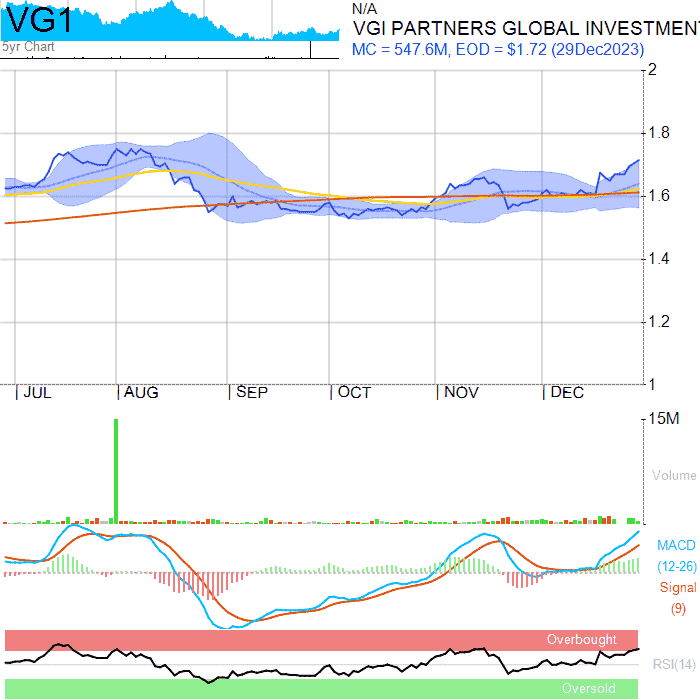 VG1
5yr Chart
N/A
VGI PARTNERS GLOBAL INVESTMENT
MC = 547.6M, EOD = $1.72 (29Dec2023)
2
1.8
1.6
1.4
1.2
1
JUL AUG SEP OCT NOV DEC
15M
Volume
MACD
(12-26)
Signal
(9)
Overbought
RSI(14)
Oversold